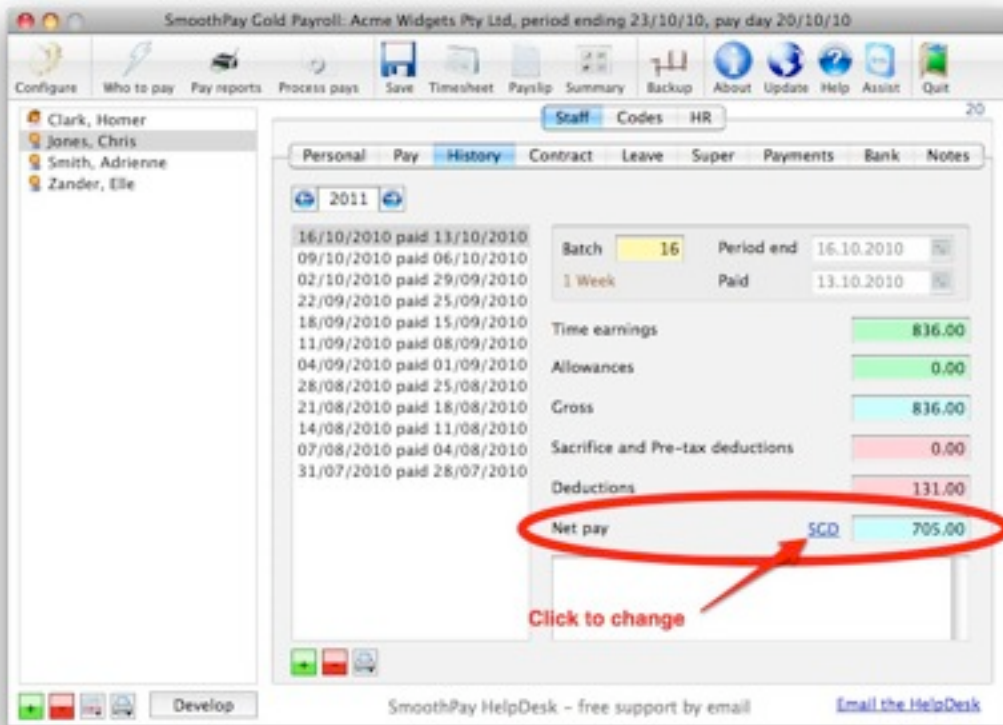 SmoothPay Gold Payroll: Acme Widgets Pty Ltd, period ending 23/10/10, pay day 20/10/10
Configure Who to pay Pay reports Process pays Save Timesheet Payslip Summary Backup About Update Help Assist Quit
Clark, Homer
Jones, Chris
Smith, Adrienne
Zander, Elle
Staff Codes HR
20
Personal Pay History Contract Leave Super Payments Bank Notes
2011
16/10/2010 paid 13/10/2010
09/10/2010 paid 06/10/2010
02/10/2010 paid 29/09/2010
22/09/2010 paid 25/09/2010
18/09/2010 paid 15/09/2010
11/09/2010 paid 08/09/2010
04/09/2010 paid 01/09/2010
28/08/2010 paid 25/08/2010
21/08/2010 paid 18/08/2010
14/08/2010 paid 11/08/2010
07/08/2010 paid 04/08/2010
31/07/2010 paid 28/07/2010
Batch 16 Period end 16.10.2010
1 Week Paid 13.10.2010
Time earnings 836.00
Allowances 0.00
Gross 836.00
Sacrifice and Pre-tax deductions 0.00
Deductions 131.00
Net pay SCD 705.00
Click to change
Develop
SmoothPay HelpDesk - free support by email
Email the HelpDesk